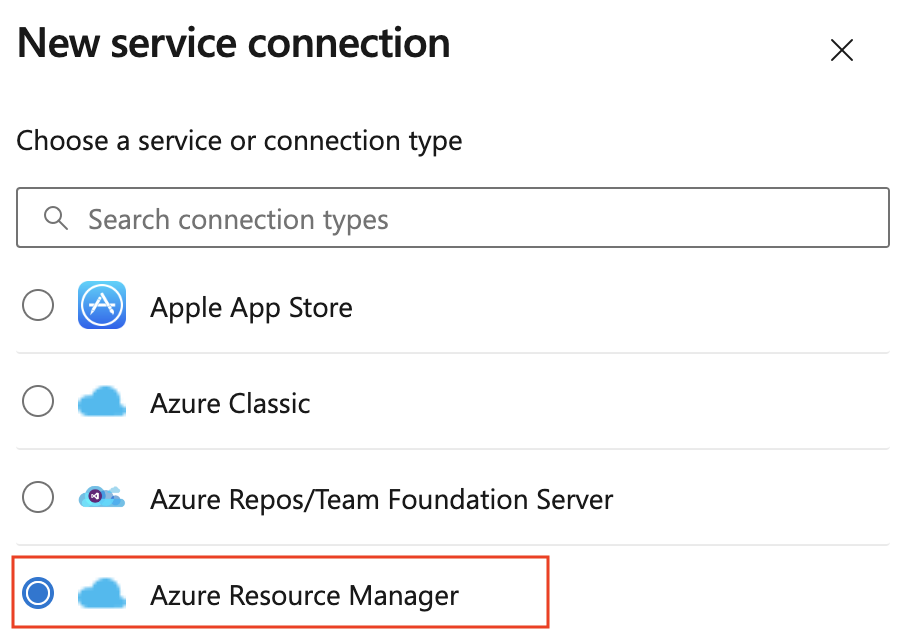 New service connection
Choose a service or connection type
Search connection types
Apple App Store
Azure Classic
Azure Repos/Team Foundation Server
Azure Resource Manager